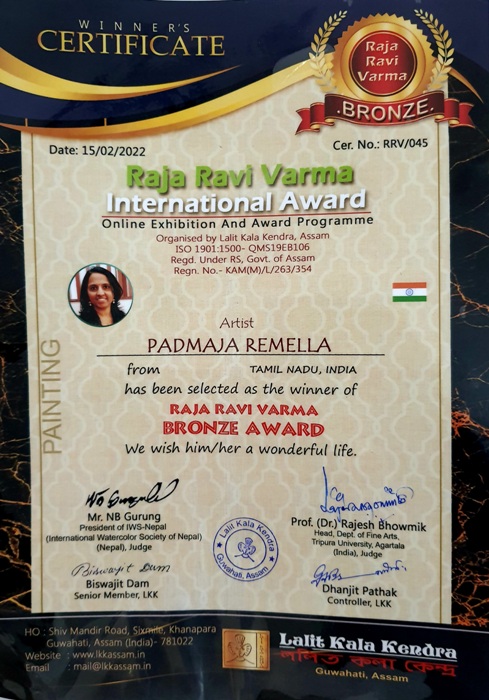 WINNER'S
CERTIFICATE
Raja
Ravi
Varma
BRONZE
Date: 15/02/2022
Cer. No.: RRV/045
Raja Ravi Varma
International Award
Online Exhibition And Award Programme
Organised by Lalit Kala Kendra, Assam
ISO 1901:1500- QMS19EB106
Regd. Under RS, Govt. of Assam
Regn. No.- KAM(M)/L/263/354
Artist
PADMAJA REMELLA
from TAMIL NADU, INDIA
has been selected as the winner of
RAJA RAVI VARMA
BRONZE AWARD
We wish him/her a wonderful life.
PAINTING
Mr. NB Gurung
President of IWS-Nepal
(International Watercolor Society of Nepal)
(Nepal), Judge
Prof. (Dr.) Rajesh Bhowmik
Head, Dept. of Fine Arts,
Tripura University, Agartala
(India), Judge
Lalit Kala Kendra
Guwahati, Assam
Biswajit Dam
Biswajit Dam
Senior Member, LKK
Dhanjit Pathak
Controller, LKK
HO : Shiv Mandir Road, Sixmile, Khanapara
Guwahati, Assam (India)- 781022
Website : www.lkkassam.in
Email : mail@lkkassam.in
Lalit Kala Kendra
ললিত কলা কেন্দ্ৰ
Guwahati, Assam